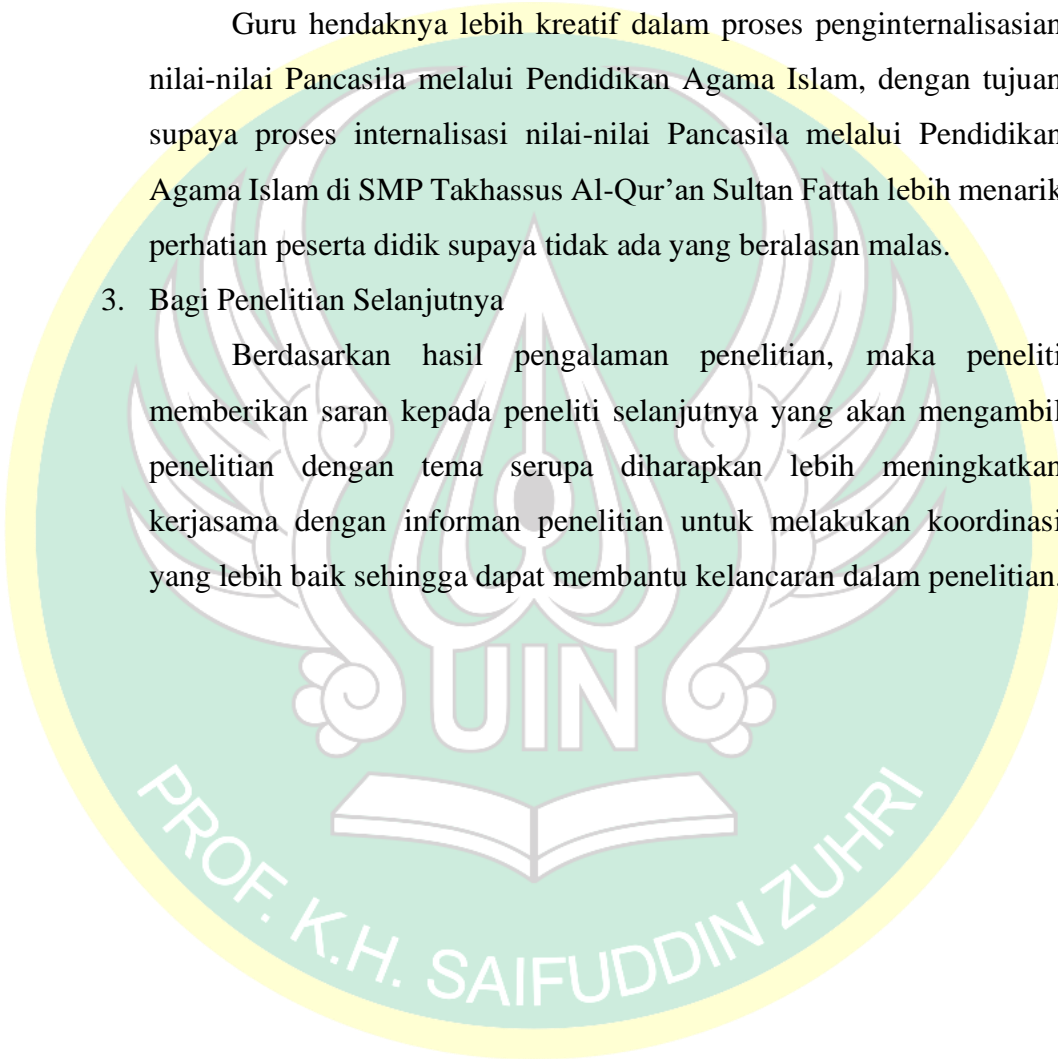 Guru hendaknya lebih kreatif dalam proses penginternalisasian
nilai-nilai Pancasila melalui Pendidikan Agama Islam, dengan tujuan
supaya proses internalisasi nilai-nilai Pancasila melalui Pendidikan
Agama Islam di SMP Takhassus Al-Qur’an Sultan Fattah lebih menarik
perhatian peserta didik supaya tidak ada yang beralasan malas.
3. Bagi Penelitian Selanjutnya
Berdasarkan hasil pengalaman penelitian, maka peneliti
memberikan saran kepada peneliti selanjutnya yang akan mengambil
penelitian dengan tema serupa diharapkan lebih meningkatkan
kerjasama dengan informan penelitian untuk melakukan koordinasi
yang lebih baik sehingga dapat membantu kelancaran dalam penelitian.
UIN
PROF. K.H. SAIFUDDIN ZUHRI